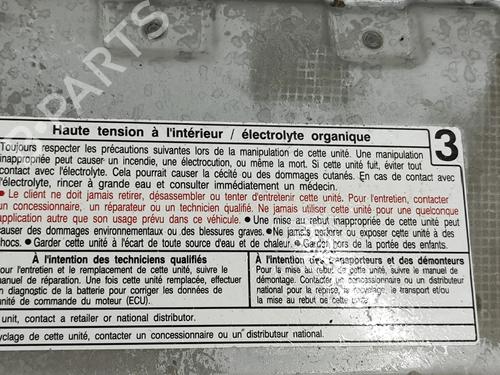 Haute tension à l'intérieur / électrolyte organique
3
Toujours respecter les précautions suivantes lors de la manipulation de cette unité. Une manipulation
inappropriée peut causer un incendie, une électrocution, ou même la mort. Si cette unité fuit, éviter tout
contact avec l'électrolyte. Cela pourrait causer la cécité ou des dommages cutanés. En cas de contact avec
l'électrolyte, rincer à grande eau et consulter immédiatement un médecin.
● Le client ne doit jamais retirer, désassembler ou tenter d'entretenir cette unité. Pour l'entretien, contacter
un concessionnaire, un réparateur ou un technicien qualifié. Ne jamais utiliser cette unité pour une quelconque
application autre que son usage prévu dans ce véhicule. ● Une mise au rebut inappropriée de cette unité peut
causer des dommages environnementaux ou des blessures graves. ● Ne jamais perforer ou exposer cette unité à des
chocs. ● Garder cette unité à l'écart de toute source d'eau et de chaleur. ● Garder hors de la portée des enfants.
À l'intention des techniciens qualifiés
Pour l'entretien et le remplacement de cette unité, suivre le
manuel de réparation. Une fois cette unité remplacée, effectuer
un diagnostic de la batterie pour corriger les données de
unité de commande du moteur (ECU).
À l'intention des transporteurs et des démonteurs
Pour la mise au rebut de cette unité, suivre le manuel de
démontage. Contacter un concessionnaire ou un distributeur
national pour la reprise, le recyclage, le transport et/ou
la mise au rebut de cette unité.
unit, contact a retailer or national distributor.
cyclage de cette unité, contacter un concessionnaire ou un distributeur national.